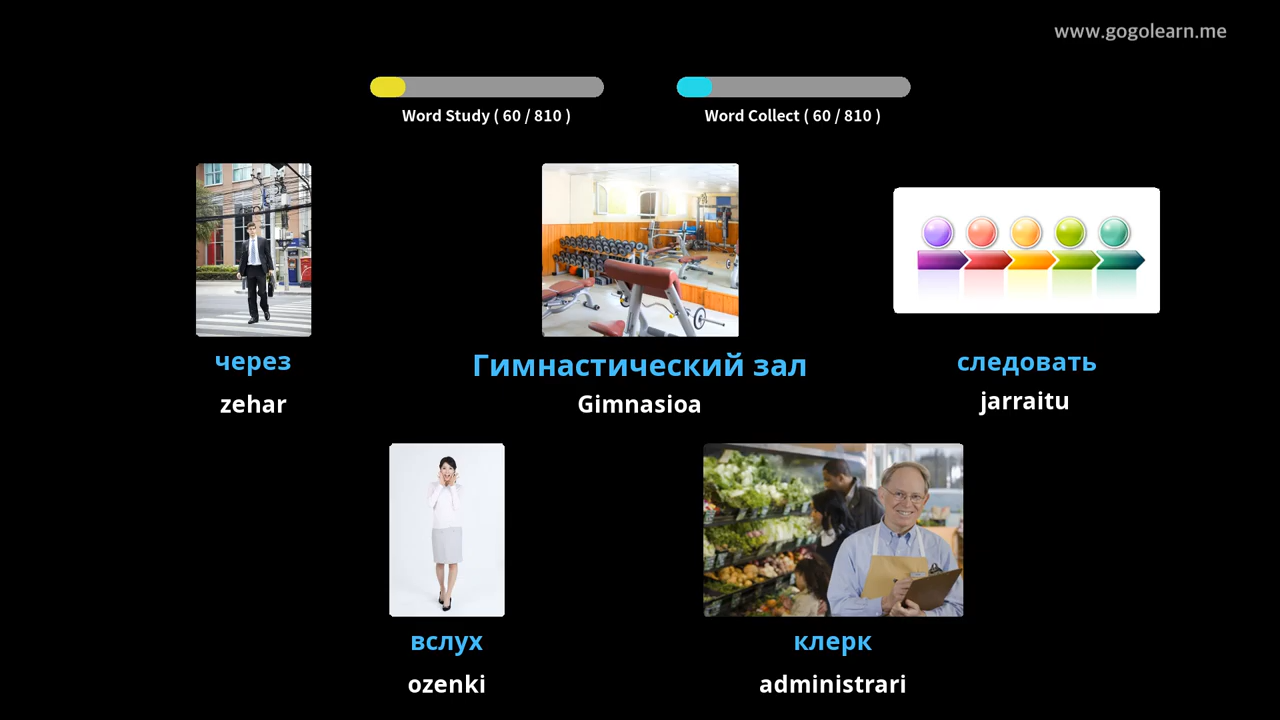 www.gogolearn.me
Word Study ( 60 / 810 )
Word Collect ( 60 / 810 )
через
zehar
Гимнастический зал
Gimnasioa
следовать
jarraitu
вслух
ozenki
клерк
administrari